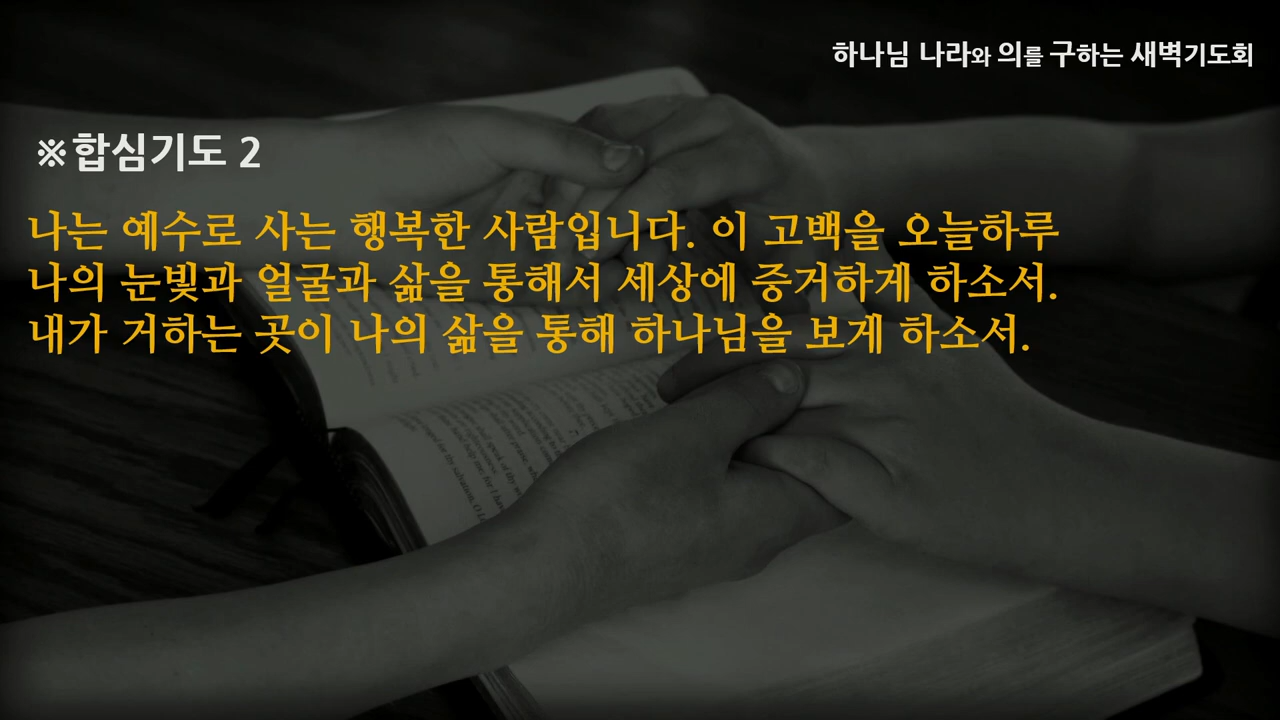 하나님 나라와 의를 구하는 새벽기도회
※합심기도 2
나는 예수로 사는 행복한 사람입니다. 이 고백을 오늘하루
나의 눈빛과 얼굴과 삶을 통해서 세상에 증거하게 하소서.
내가 거하는 곳이 나의 삶을 통해 하나님을 보게 하소서.